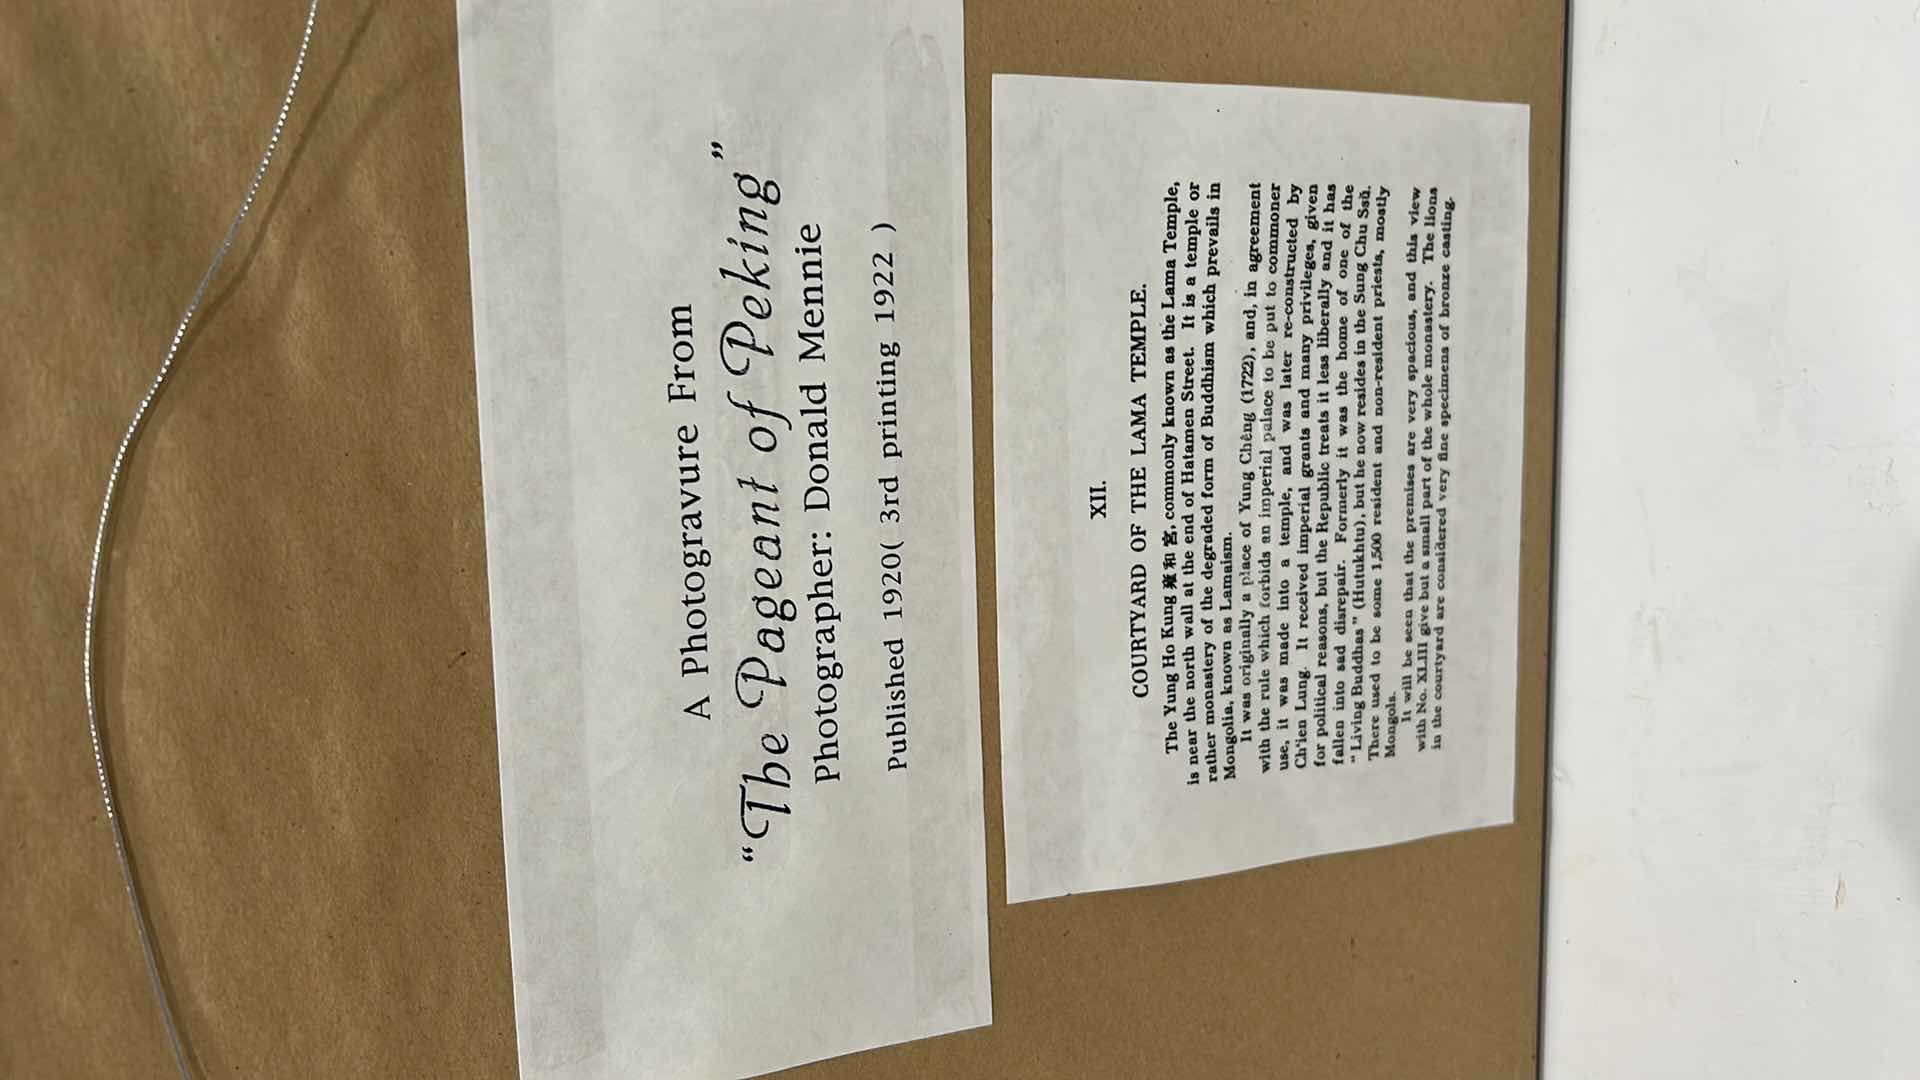 A Photogravure From
“The Pageant of Peking”
Photographer: Donald Mennie
Published 1920( 3rd printing 1922 )
XII.
COURTYARD OF THE LAMA TEMPLE.
The Yung Ho Kung 雍和宮, commonly known as the Lama Temple,
is near the north wall at the end of Hatamen Street. It is a temple or
rather monastery of the degraded form of Buddhism which prevails in
Mongolia, known as Lamaism.
It was originally a place of Yung Chêng (1722), and, in agreement
with the rule which forbids an imperial palace to be put to commoner
use, it was made into a temple, and was later re-constructed by
Ch'ien Lung. It received imperial grants and many privileges, given
for political reasons, but the Republic treats it less liberally and it has
fallen into sad disrepair. Formerly it was the home of one of the
"Living Buddhas" (Hutukhtu), but he now resides in the Sung Chu Ssŭ.
There used to be some 1,500 resident and non-resident priests, mostly
Mongols.
It will be seen that the premises are very spacious, and this view
with No. XLIII give but a small part of the whole monastery. The lions
in the courtyard are considered very fine specimens of bronze casting.